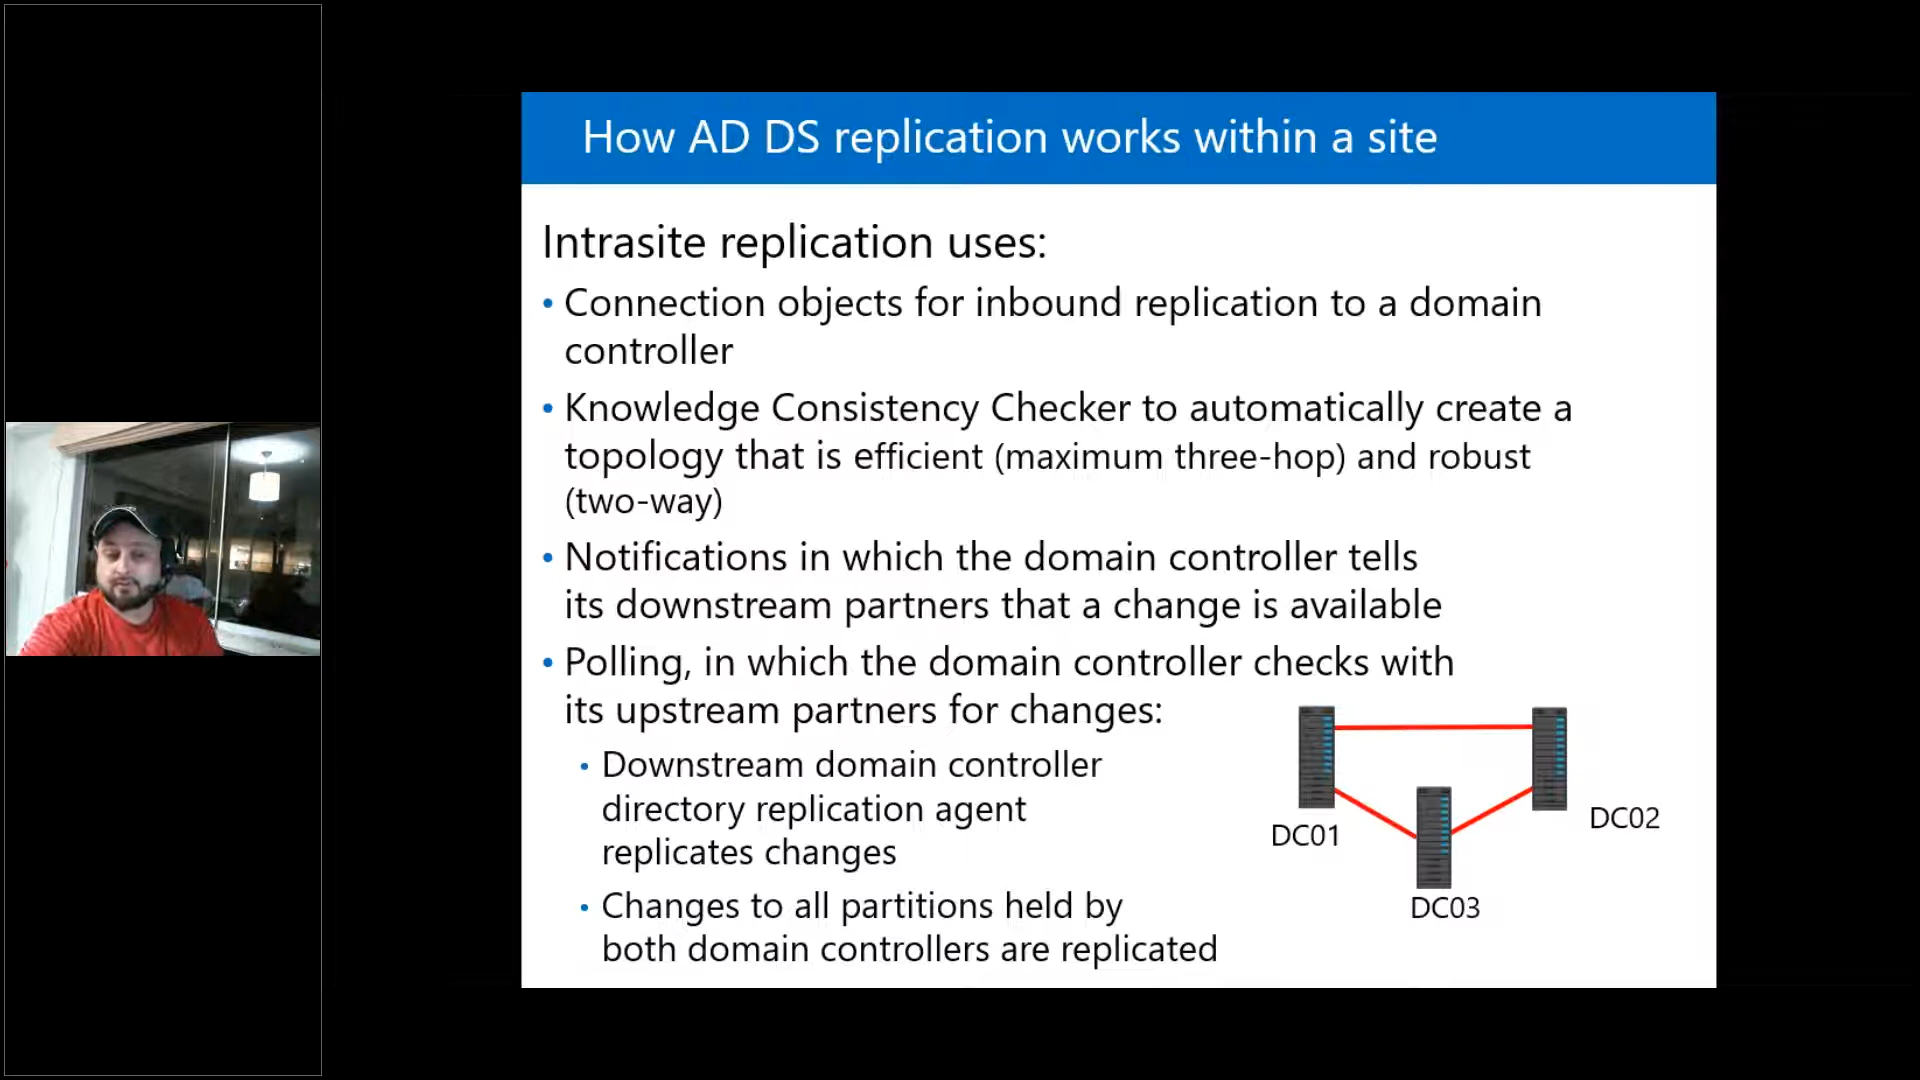 How AD DS replication works within a site
Intrasite replication uses:
• Connection objects for inbound replication to a domain
controller
• Knowledge Consistency Checker to automatically create a
topology that is efficient (maximum three-hop) and robust
(two-way)
• Notifications in which the domain controller tells
its downstream partners that a change is available
• Polling, in which the domain controller checks with
its upstream partners for changes:
• Downstream domain controller
directory replication agent
replicates changes
• Changes to all partitions held by
both domain controllers are replicated
DC01
DC02
DC03